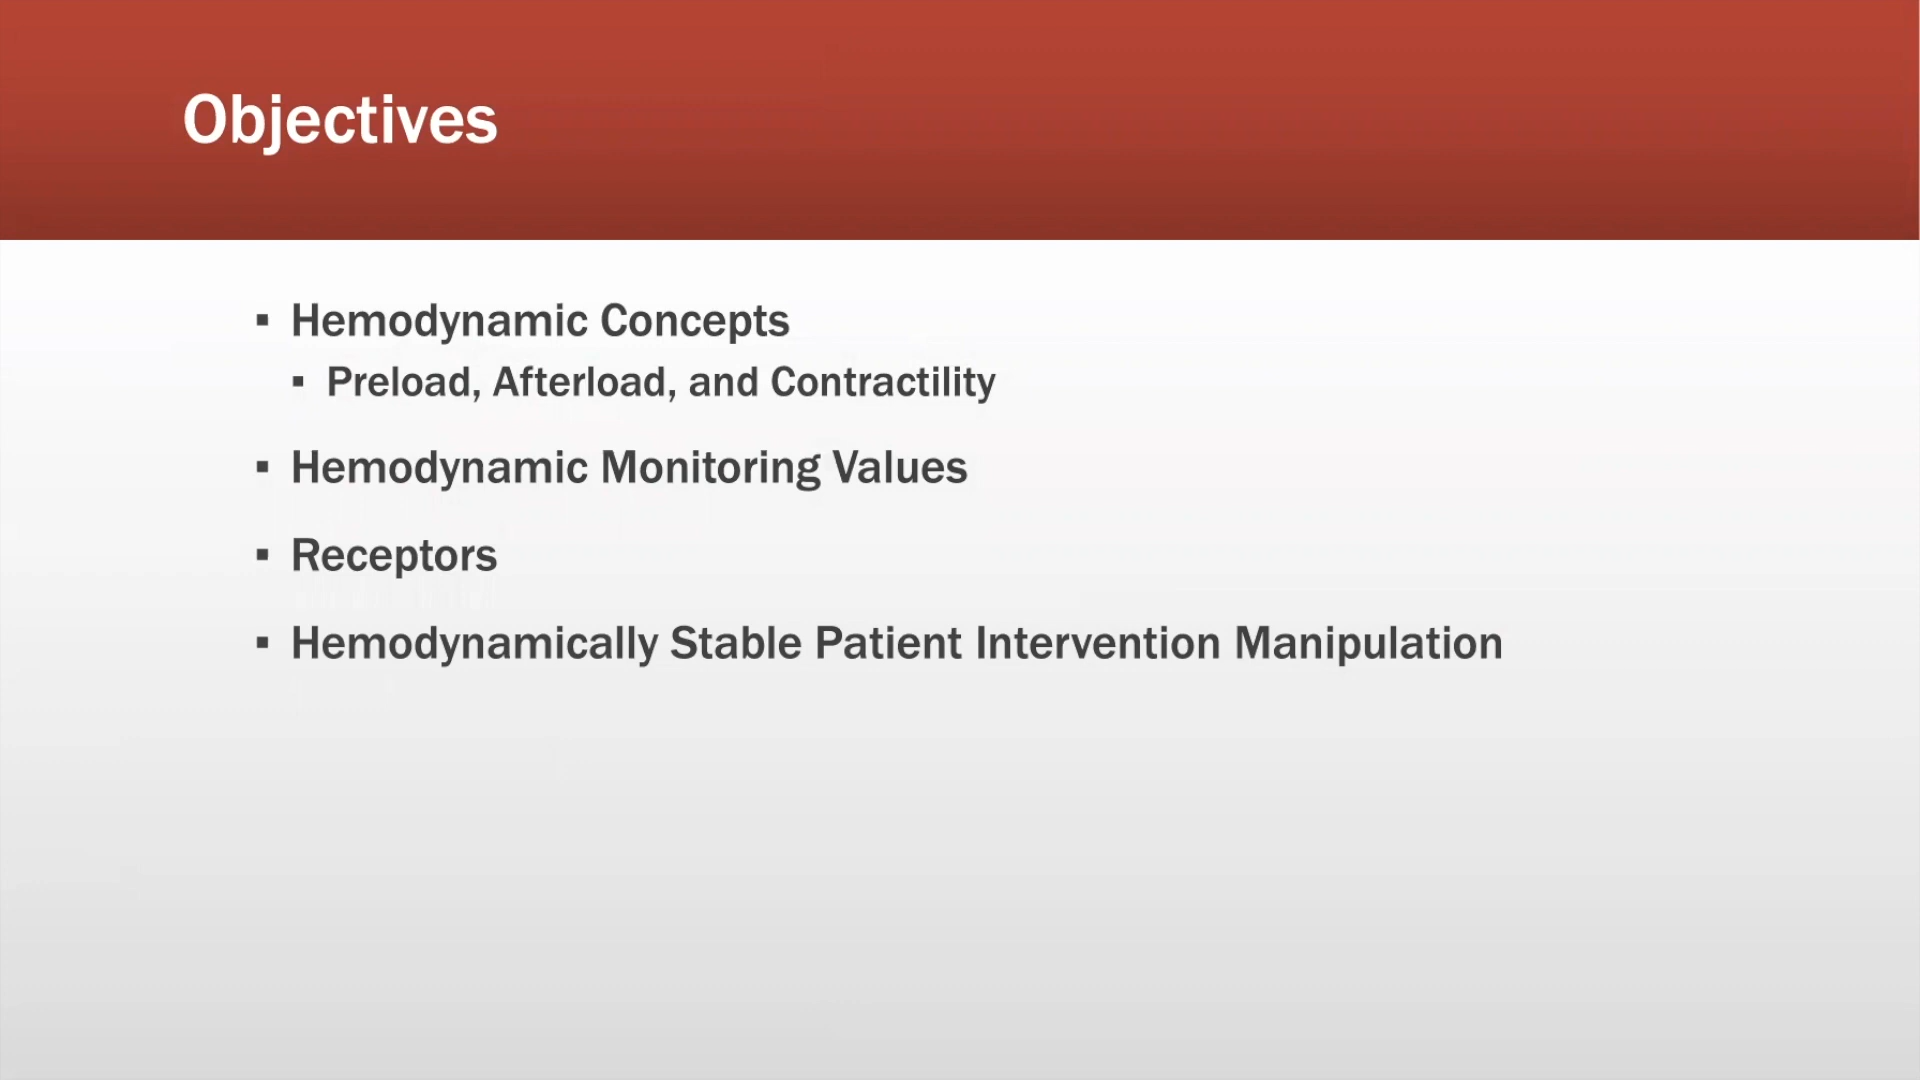 Objectives
▪ Hemodynamic Concepts
▪ Preload, Afterload, and Contractility
▪ Hemodynamic Monitoring Values
▪ Receptors
▪ Hemodynamically Stable Patient Intervention Manipulation